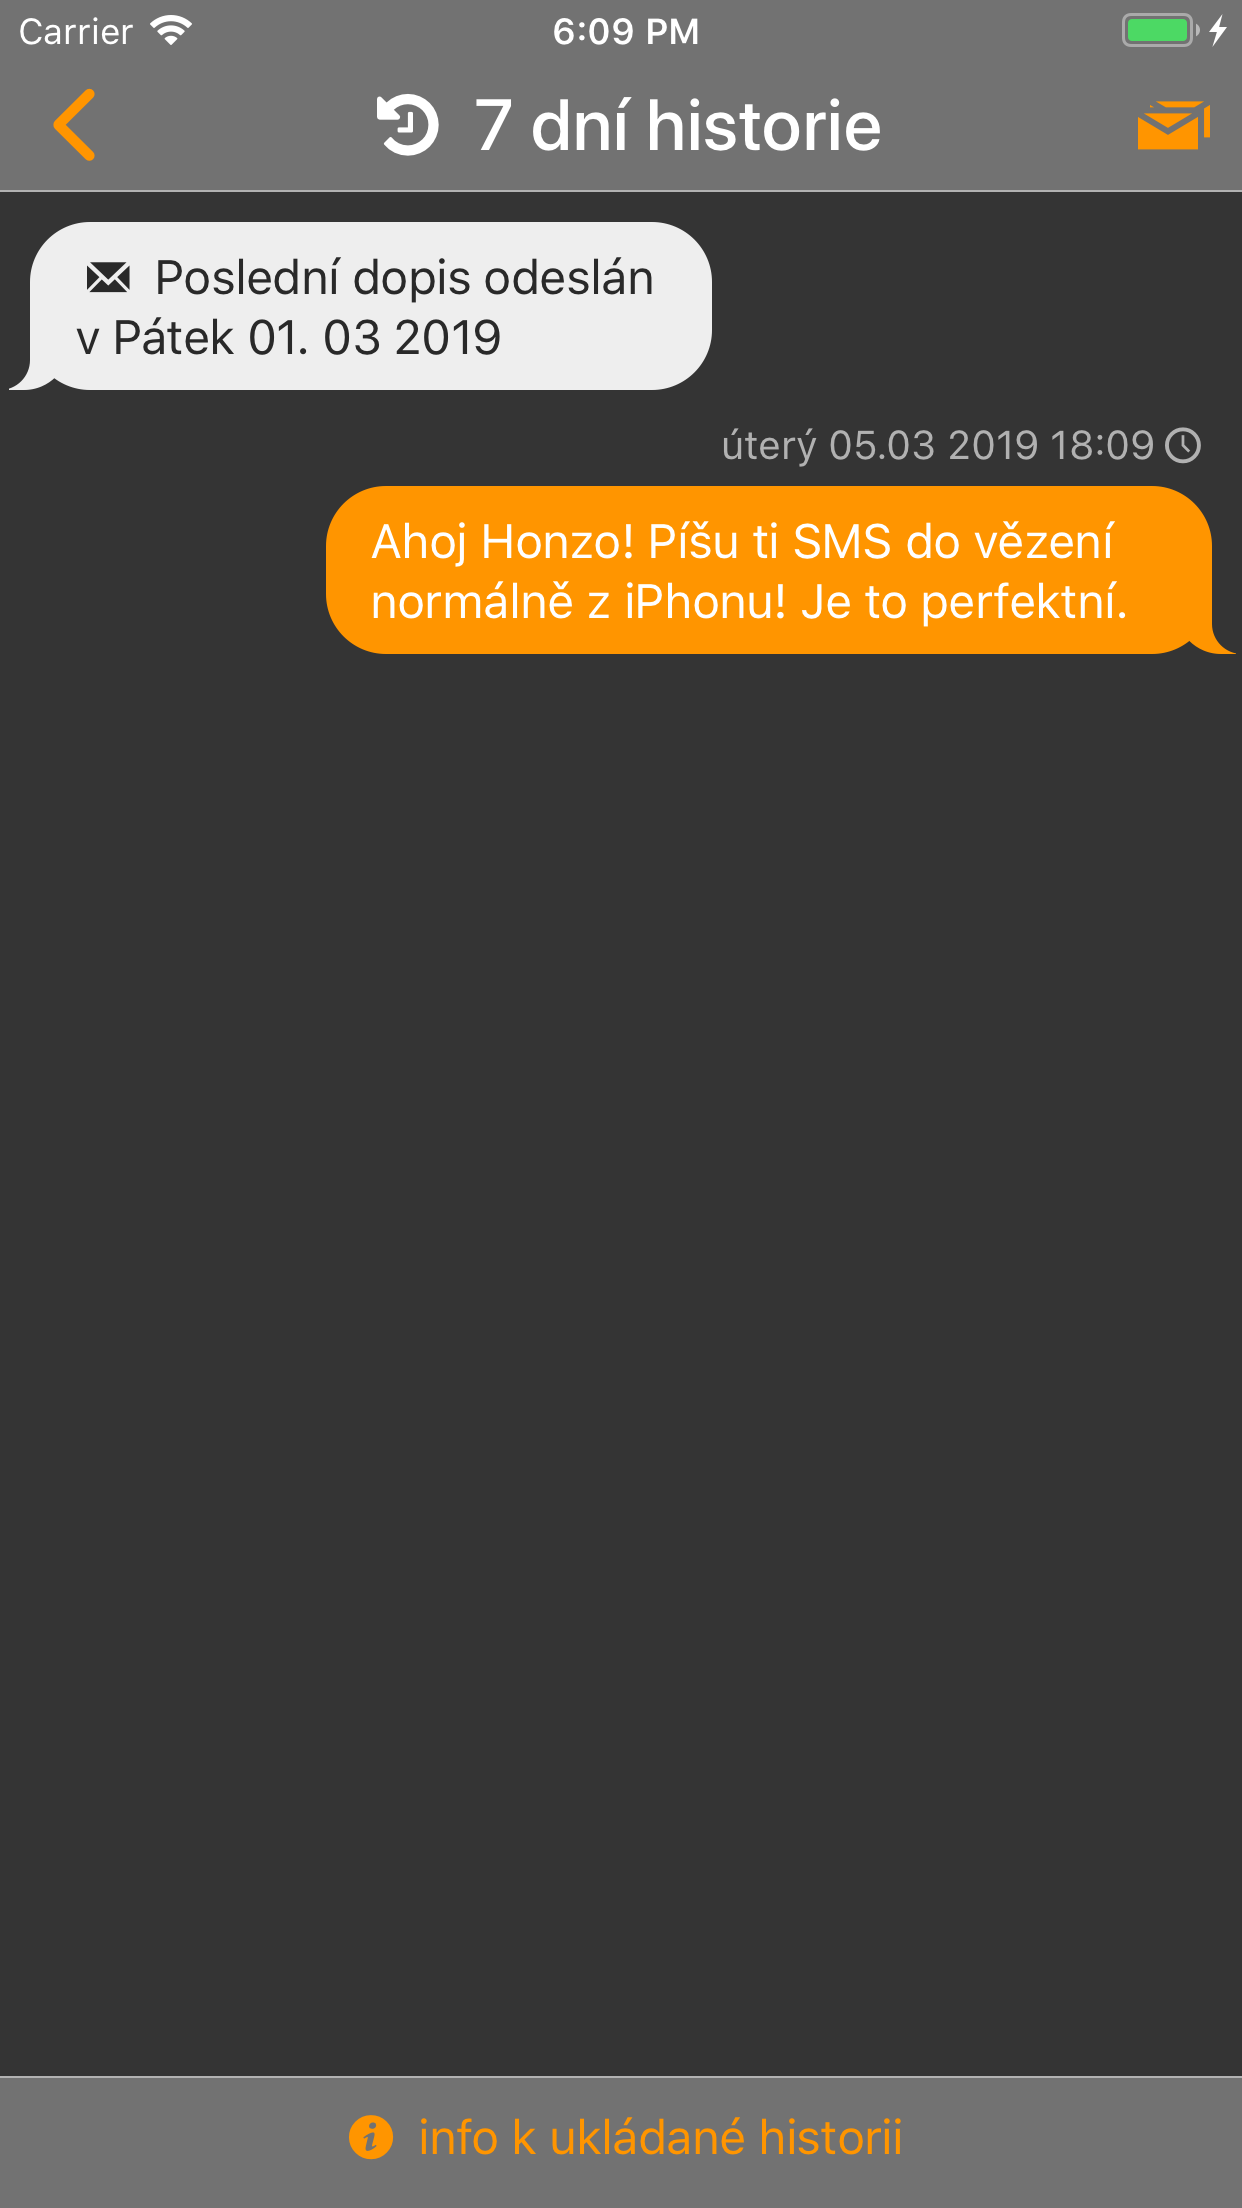 Carrier 6:09 PM
7 dní historie
Poslední dopis odeslán
v Pátek 01. 03 2019
úterý 05.03 2019 18:09
Ahoj Honzo! Píšu ti SMS do vězení
normálně z iPhonu! Je to perfektní.
info k ukládané historii